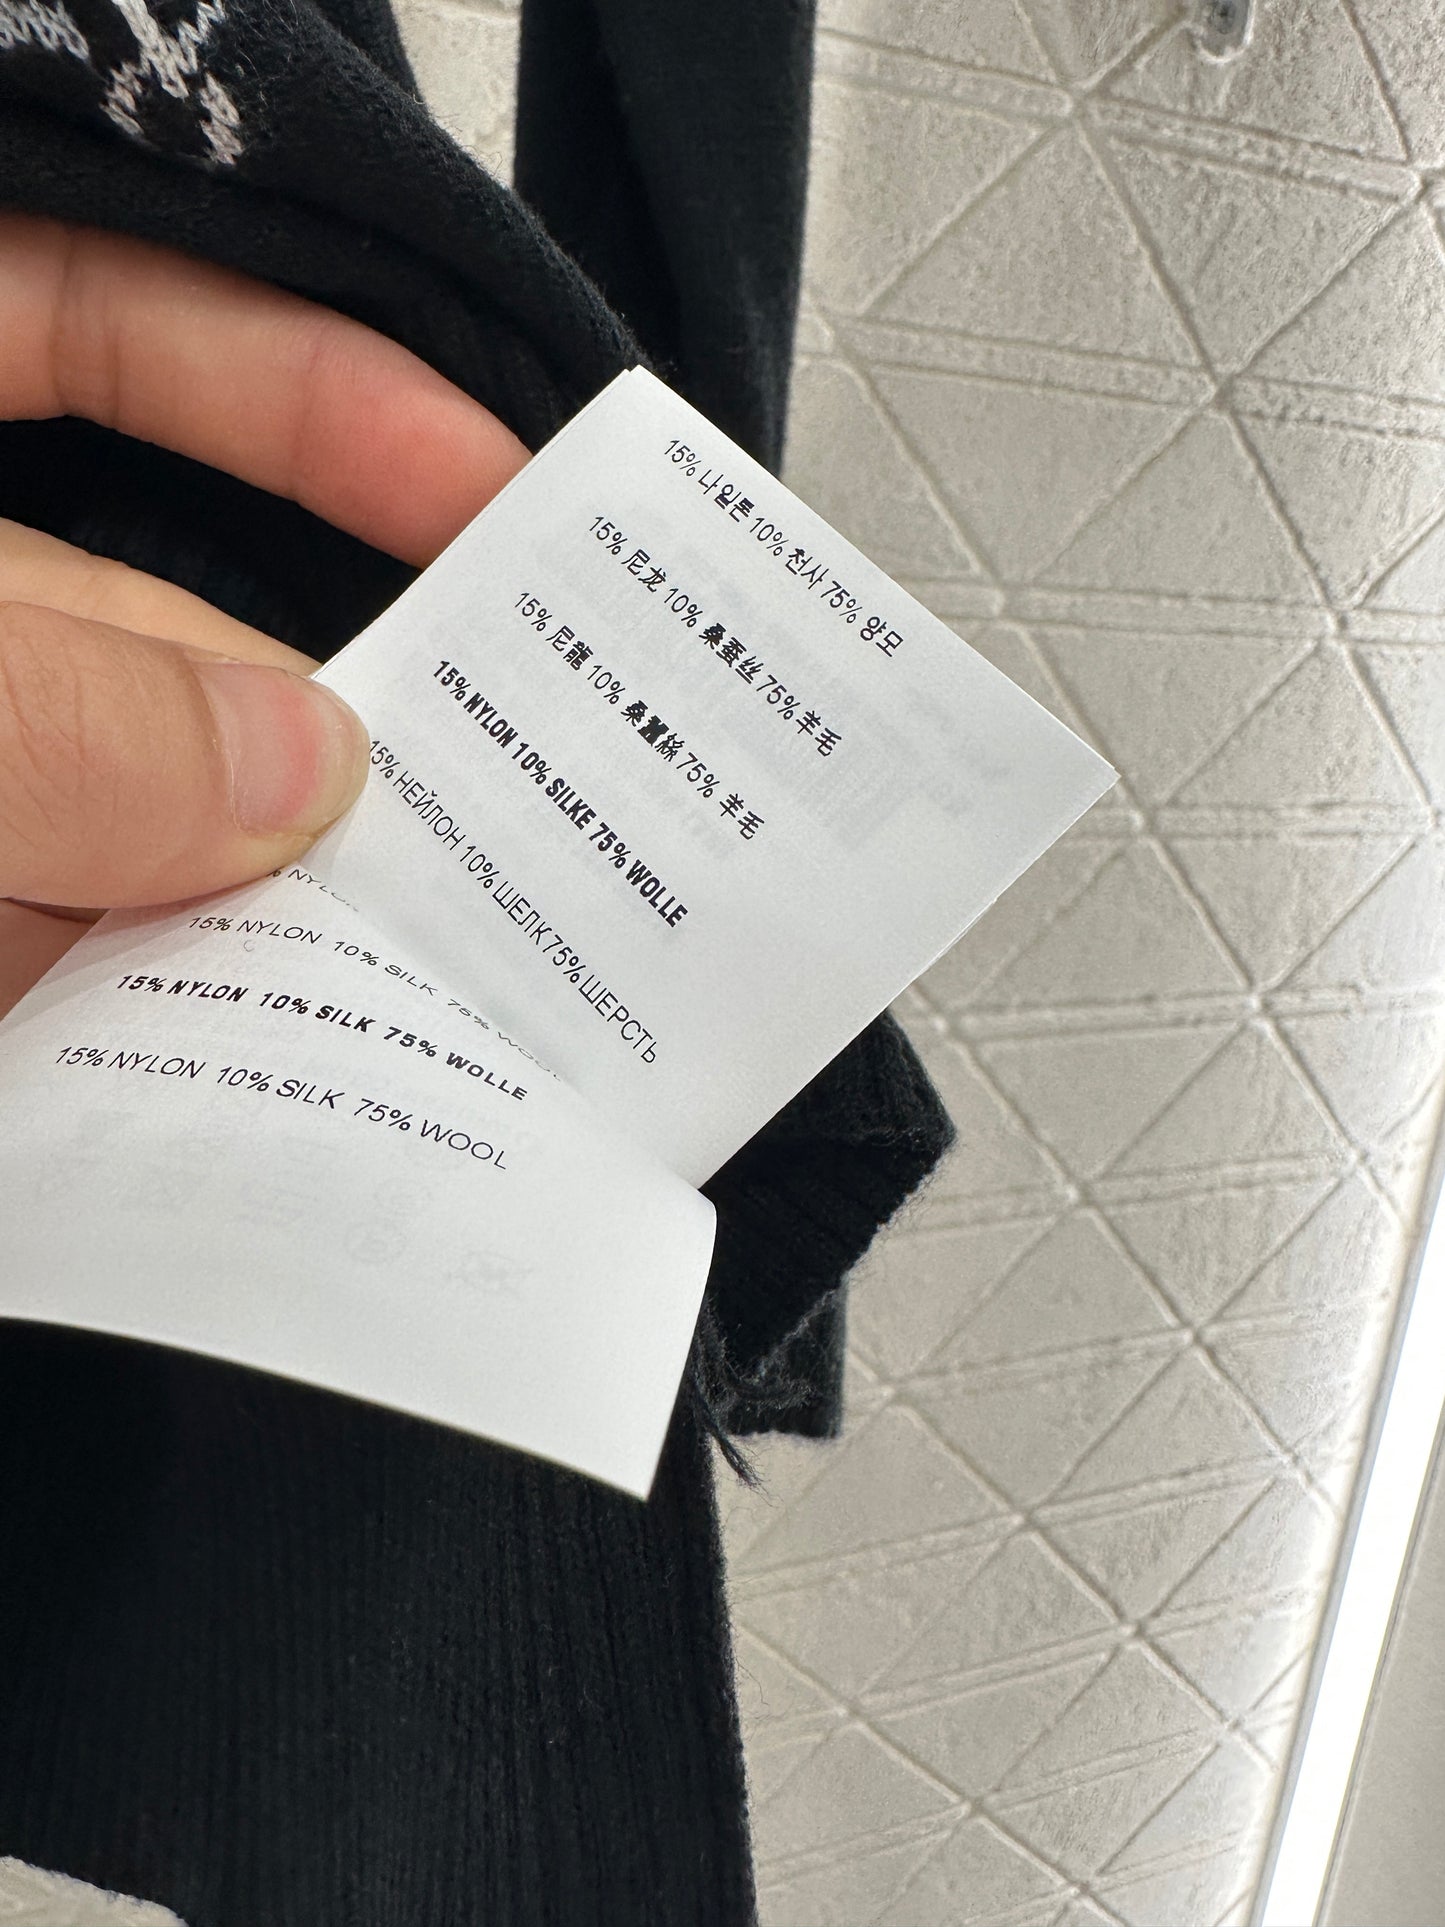 15% 나일론 10% 천사 75% 양모
15% 尼龙 10% 桑蚕丝 75% 羊毛
15% 尼龍 10% 桑蠶絲 75% 羊毛
15% NYLON 10% SILKE 75% WOLLE
15% НЕЙЛОН 10% ШЕЛК 75% ШЕРСТЬ
% NYLON
15% NYLON 10% SILK 75% WOOL
15% NYLON 10% SILK 75% WOLLE
15% NYLON 10% SILK 75% WOOL